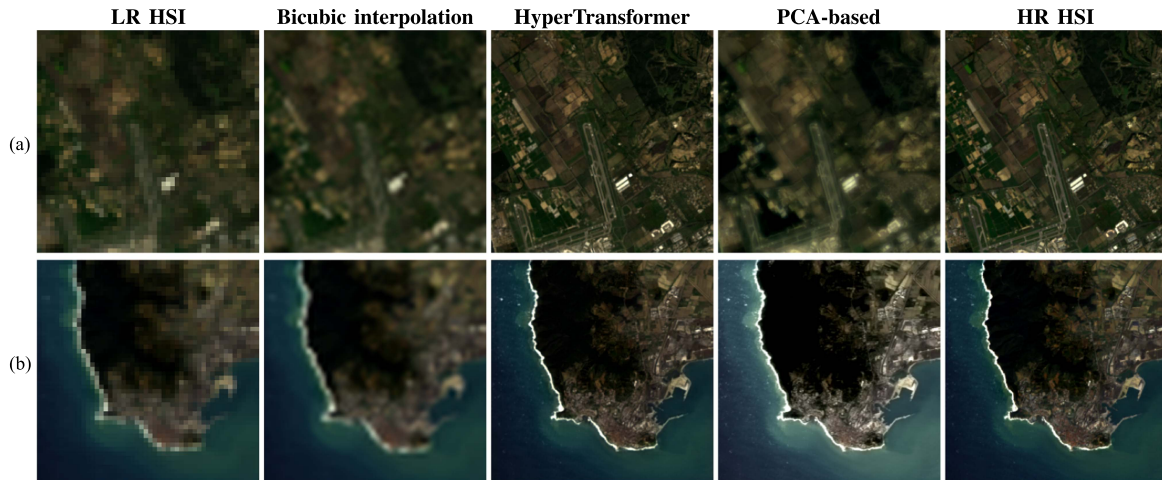 LR HSI Bicubic interpolation HyperTransformer PCA-based HR HSI
(a)
(b)